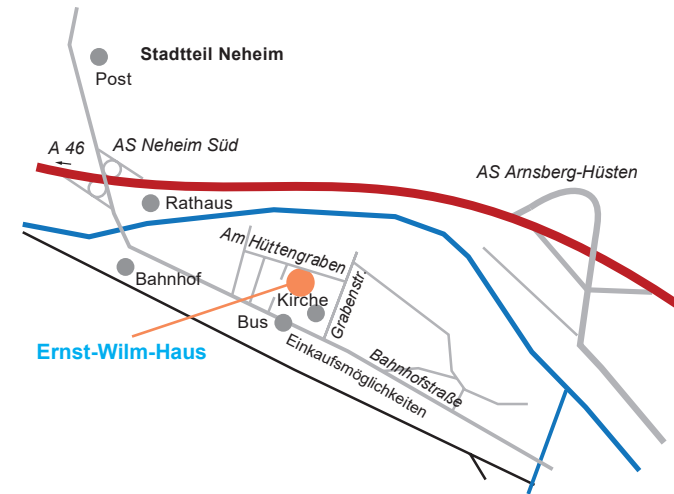 Stadtteil Neheim
Post
A 46
AS Neheim Süd
AS Arnsberg-Hüsten
Rathaus
Am Hüttengraben
Bahnhof
Kirche
Grabenstr.
Bus
Ernst-Wilm-Haus
Einkaufsmöglichkeiten
Bahnhofstraße